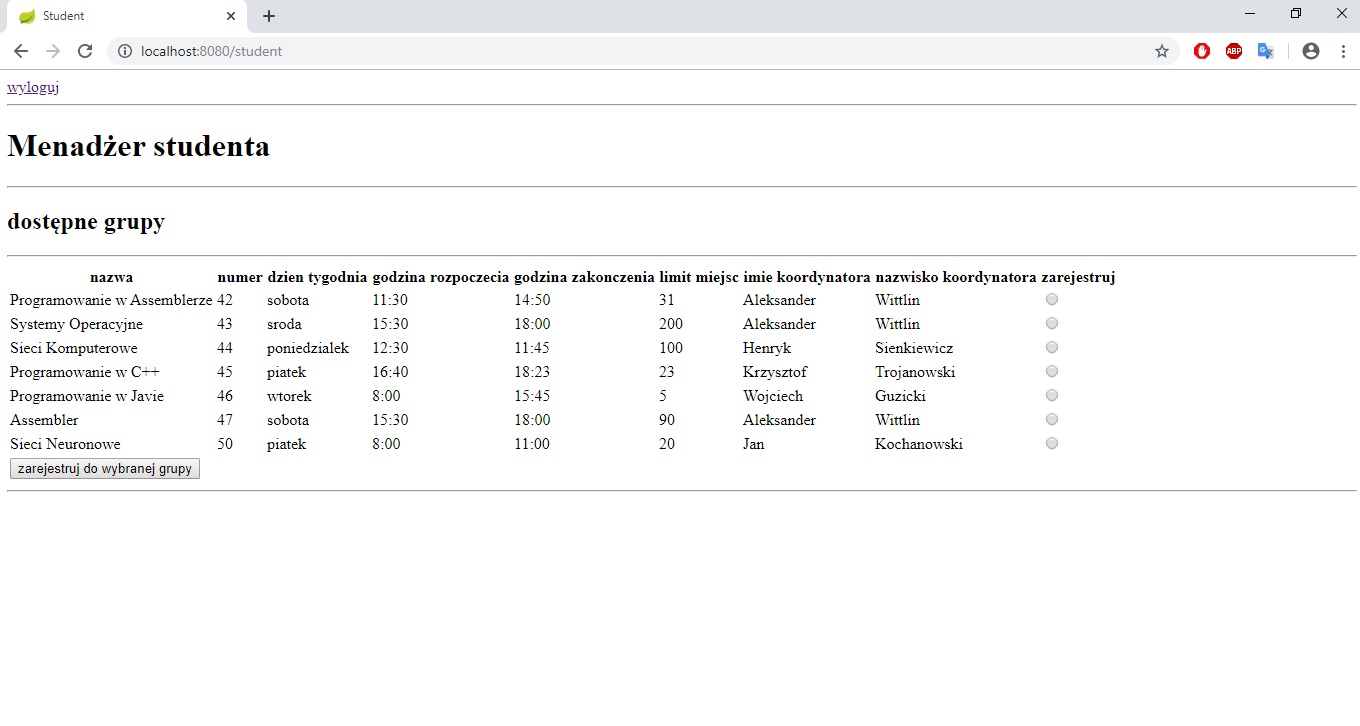 Student
localhost:8080/student
ABP
wyloguj
Menadżer studenta
dostępne grupy
nazwa numer dzien tygodnia godzina rozpoczecia godzina zakonczenia limit miejsc imie koordynatora nazwisko koordynatora zarejestruj
Programowanie w Assemblerze 42 sobota 11:30 14:50 31 Aleksander Wittlin
Systemy Operacyjne 43 sroda 15:30 18:00 200 Aleksander Wittlin
Sieci Komputerowe 44 poniedzialek 12:30 11:45 100 Henryk Sienkiewicz
Programowanie w C++ 45 piatek 16:40 18:23 23 Krzysztof Trojanowski
Programowanie w Javie 46 wtorek 8:00 15:45 5 Wojciech Guzicki
Assembler 47 sobota 15:30 18:00 90 Aleksander Wittlin
Sieci Neuronowe 50 piatek 8:00 11:00 20 Jan Kochanowski
zarejestruj do wybranej grupy